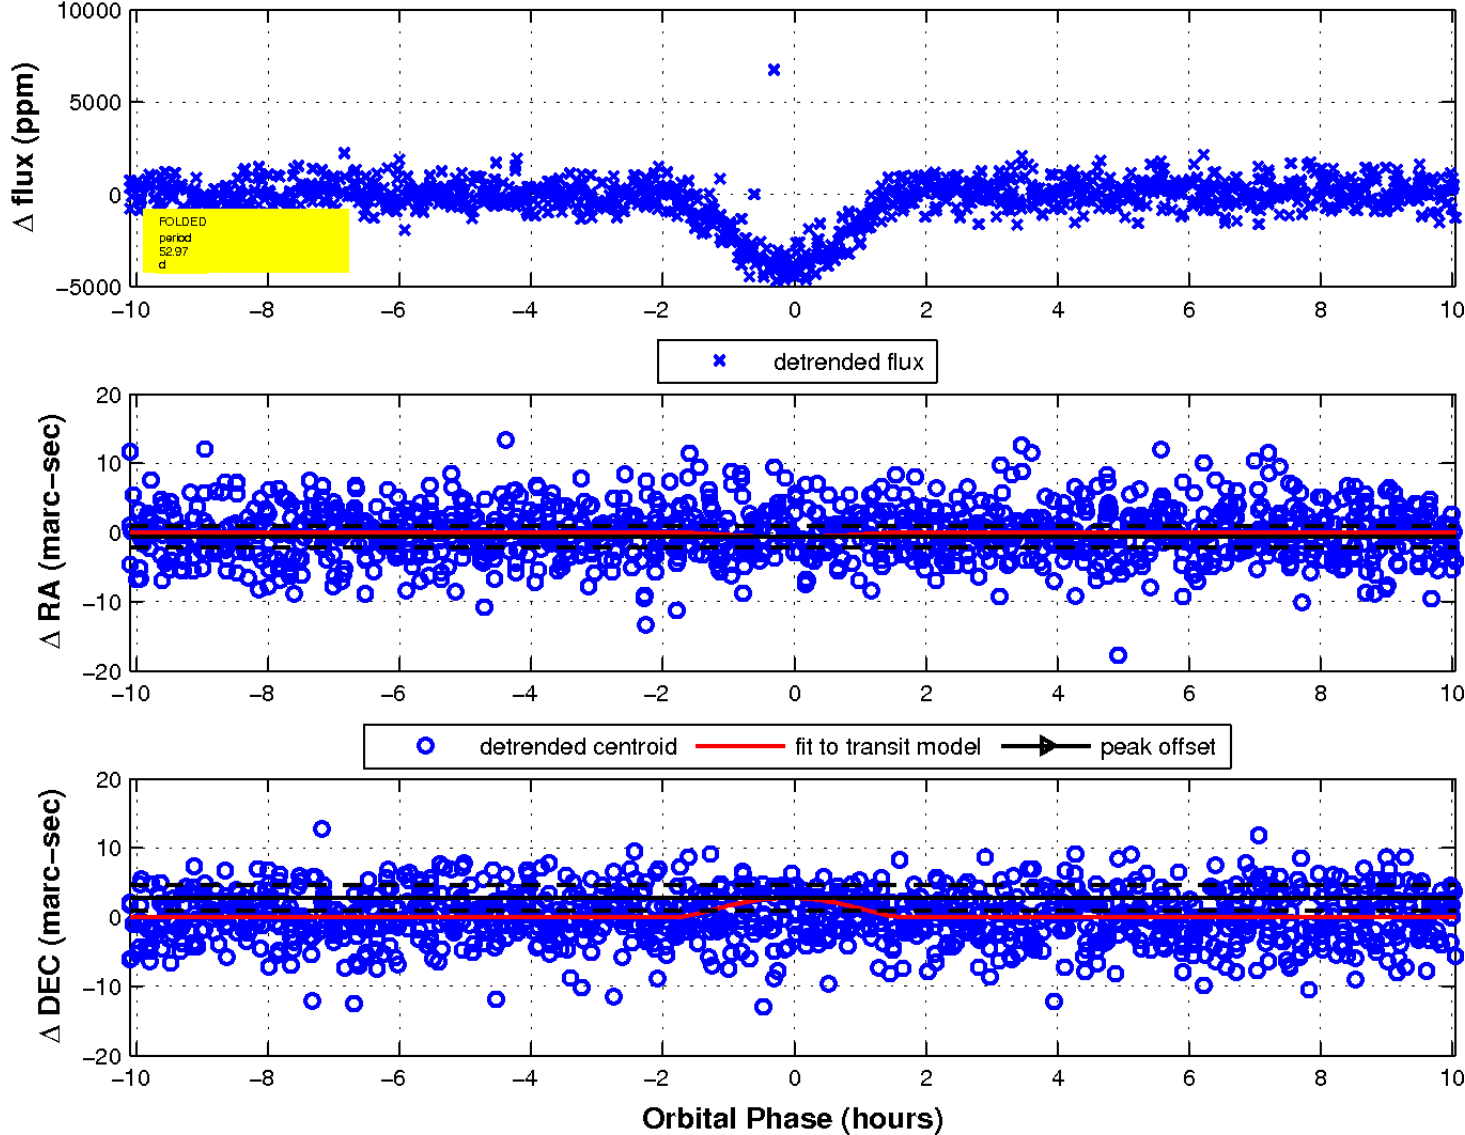 10000
5000
0
−5000
Δ flux (ppm)
FOLDED
period
52.97
d
−10 −8 −6 −4 −2 0 2 4 6 8 10
detrended flux
20
10
0
−10
−20
Δ RA (marc−sec)
−10 −8 −6 −4 −2 0 2 4 6 8 10
detrended centroid fit to transit model peak offset
20
10
0
−10
−20
Δ DEC (marc−sec)
−10 −8 −6 −4 −2 0 2 4 6 8 10
Orbital Phase (hours)